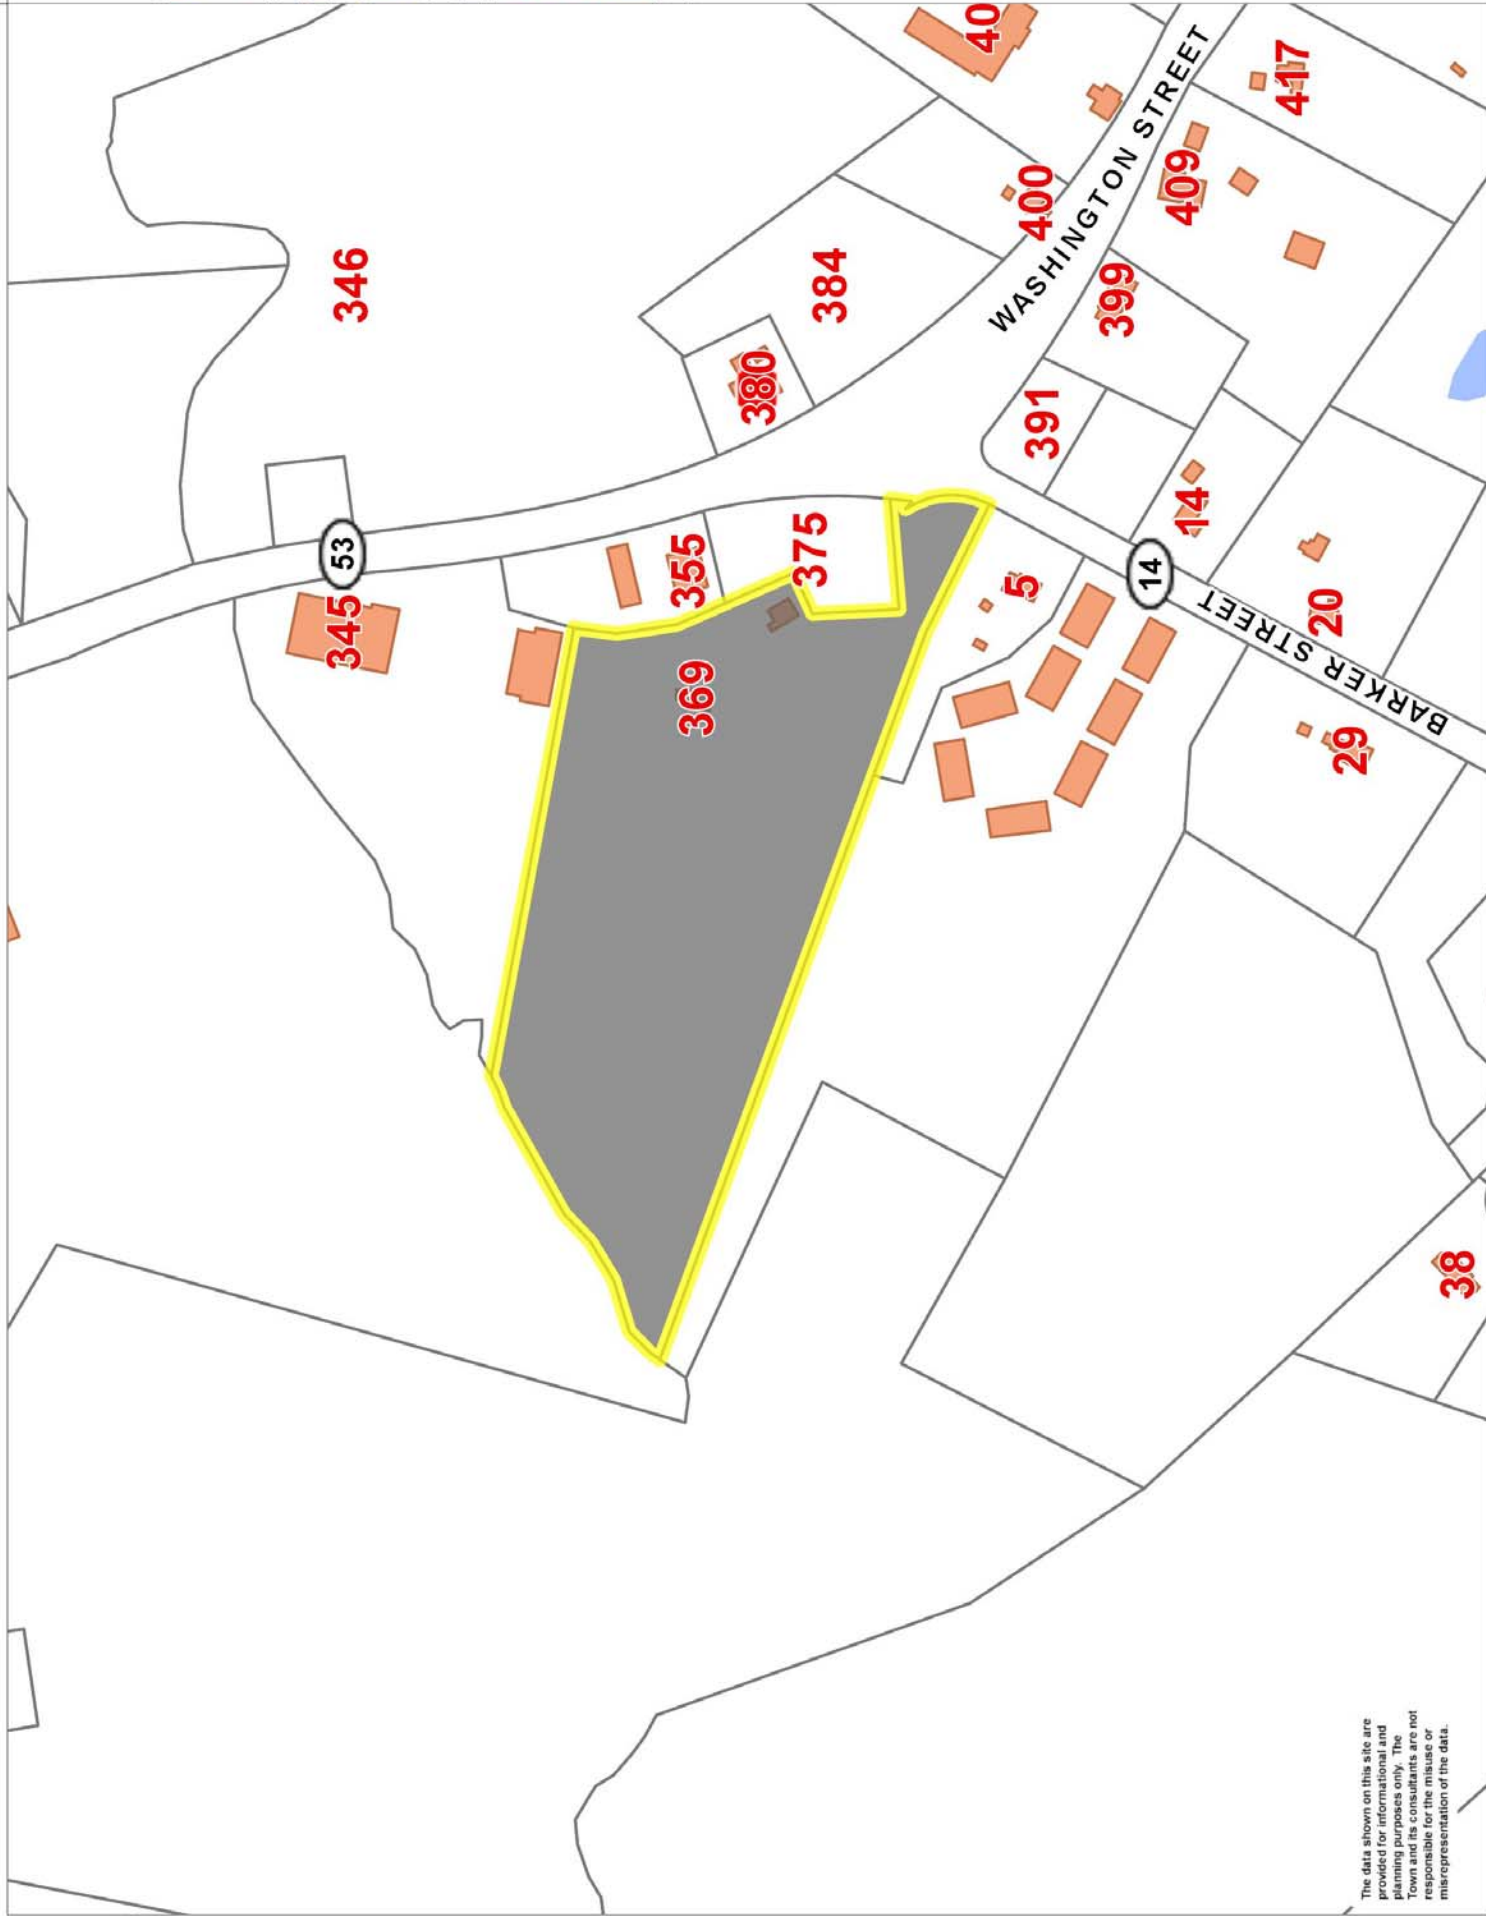 346
53
345
355
375
369
380
384
400
40
WASHINGTON STREET
417
409
399
391
14
14
5
BARKER STREET
20
29
38
The data shown on this site are
provided for informational and
planning purposes only. The
Town and its consultants are not
responsible for the misuse or
misrepresentation of the data.